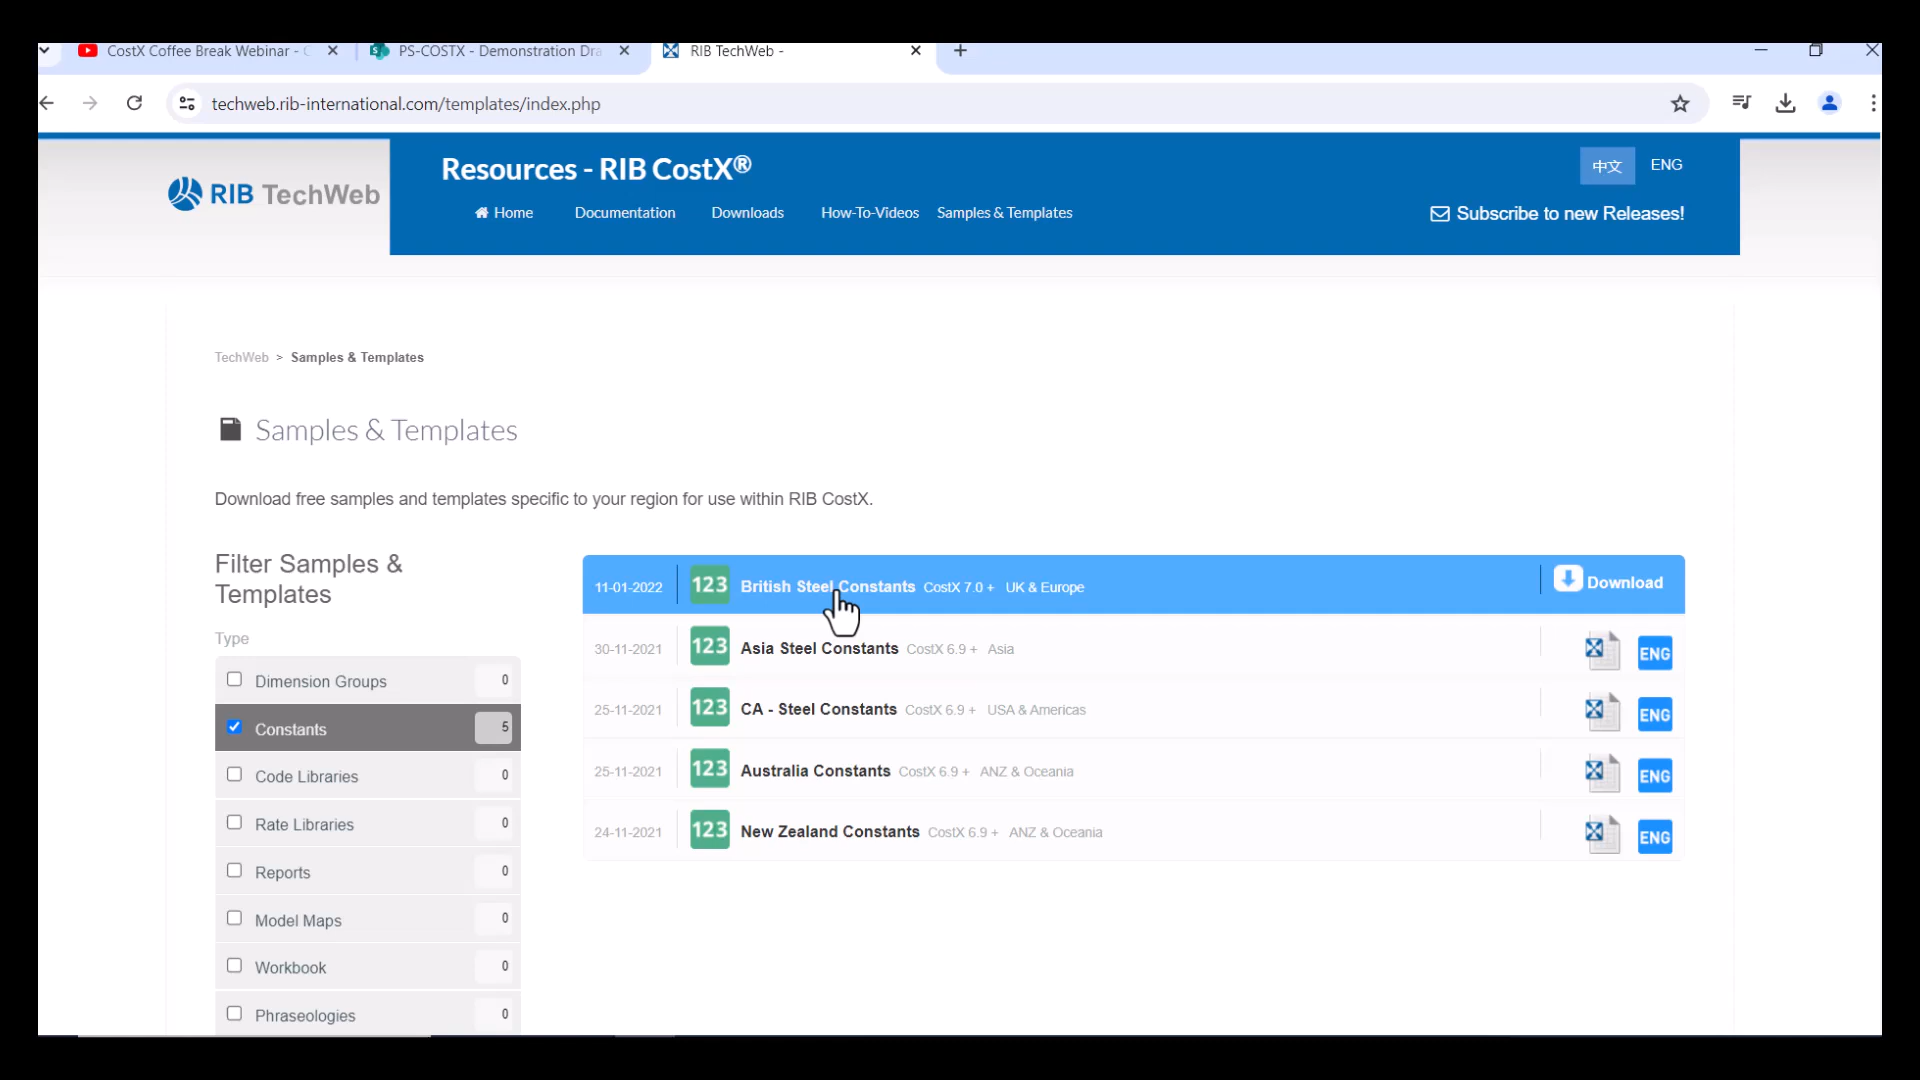 CostX Coffee Break Webinar - C
PS-COSTX - Demonstration Dra
RIB TechWeb -
techweb.rib-international.com/templates/index.php
RIB TechWeb
Resources - RIB CostX®
中文
ENG
Home
Documentation
Downloads
How-To-Videos
Samples & Templates
Subscribe to new Releases!
TechWeb > Samples & Templates
Samples & Templates
Download free samples and templates specific to your region for use within RIB CostX.
Filter Samples &
Templates
Type
Dimension Groups 0
Constants 5
Code Libraries 0
Rate Libraries 0
Reports 0
Model Maps 0
Workbook 0
Phraseologies 0
11-01-2022 123 British Steel Constants CostX 7.0 + UK & Europe Download
30-11-2021 123 Asia Steel Constants CostX 6.9 + Asia ENG
25-11-2021 123 CA - Steel Constants CostX 6.9 + USA & Americas ENG
25-11-2021 123 Australia Constants CostX 6.9 + ANZ & Oceania ENG
24-11-2021 123 New Zealand Constants CostX 6.9 + ANZ & Oceania ENG